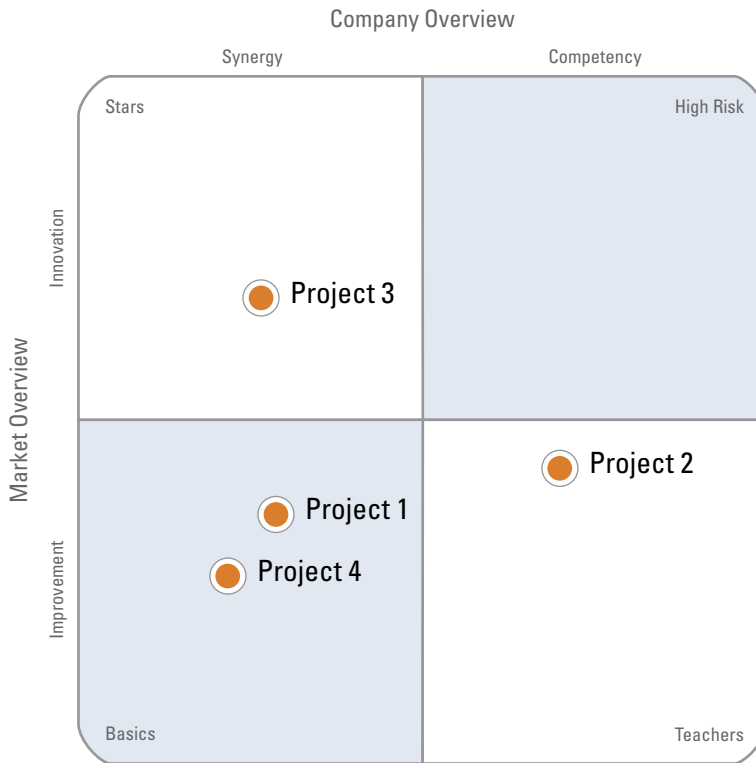 Company Overview
Synergy
Competency
Stars
High Risk
Innovation
Project 3
Market Overview
Project 2
Project 1
Project 4
Improvement
Basics
Teachers